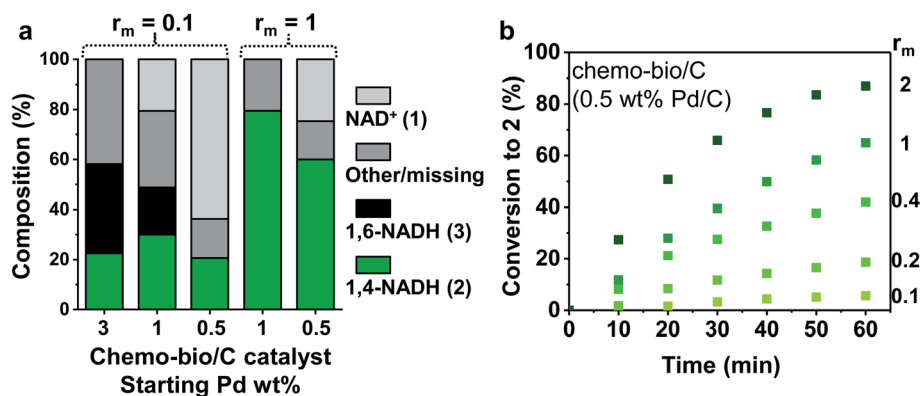 a
r_m = 0.1
r_m = 1
Composition (%)
100
80
60
40
20
0
3
1
0.5
1
0.5
Chemo-bio/C catalyst
Starting Pd wt%
NAD⁺ (1)
Other/missing
1,6-NADH (3)
1,4-NADH (2)
b
r_m
chemo-bio/C
(0.5 wt% Pd/C)
Conversion to 2 (%)
100
80
60
40
20
0
2
1
0.4
0.2
0.1
0
10
20
30
40
50
60
Time (min)